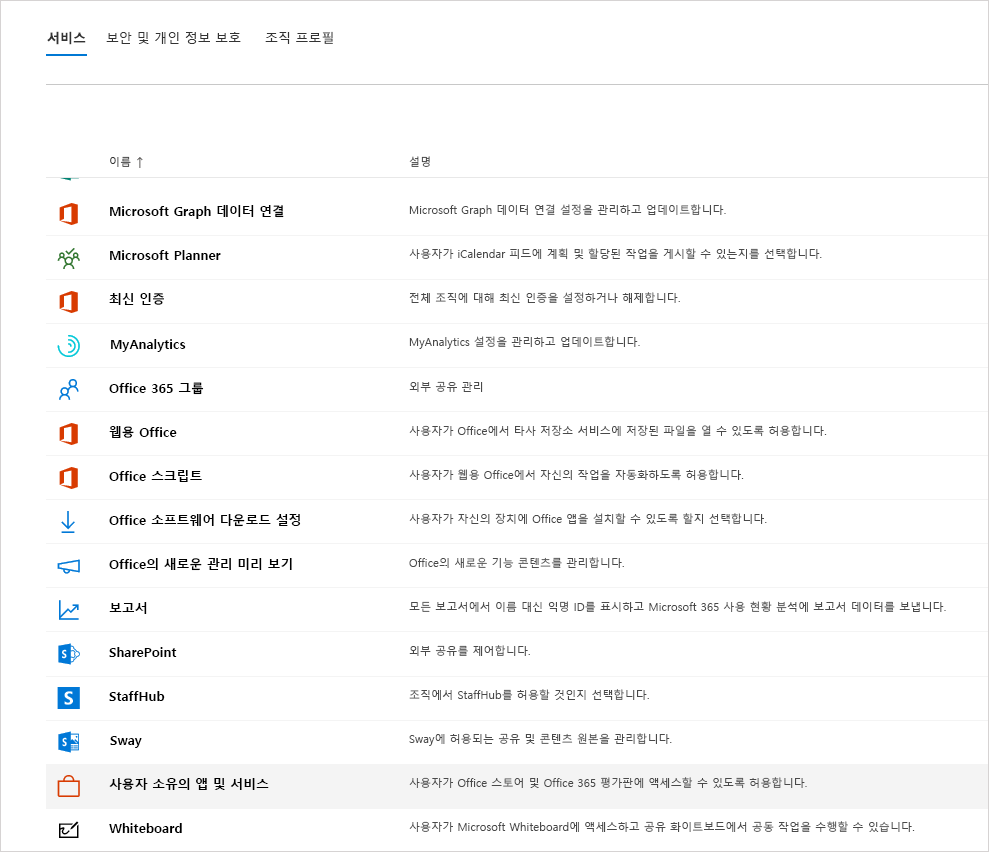 서비스 보안 및 개인 정보 보호 조직 프로필
이름 ↑ 설명
Microsoft Graph 데이터 연결 Microsoft Graph 데이터 연결 설정을 관리하고 업데이트합니다.
Microsoft Planner 사용자가 iCalendar 피드에 계획 및 할당된 작업을 게시할 수 있는지를 선택합니다.
최신 인증 전체 조직에 대해 최신 인증을 설정하거나 해제합니다.
MyAnalytics MyAnalytics 설정을 관리하고 업데이트합니다.
Office 365 그룹 외부 공유 관리
웹용 Office 사용자가 Office에서 타사 저장소 서비스에 저장된 파일을 열 수 있도록 허용합니다.
Office 스크립트 사용자가 웹용 Office에서 자신의 작업을 자동화하도록 허용합니다.
Office 소프트웨어 다운로드 설정 사용자가 자신의 장치에 Office 앱을 설치할 수 있도록 할지 선택합니다.
Office의 새로운 관리 미리 보기 Office의 새로운 기능 콘텐츠를 관리합니다.
보고서 모든 보고서에서 이름 대신 익명 ID를 표시하고 Microsoft 365 사용 현황 분석에 보고서 데이터를 보냅니다.
SharePoint 외부 공유를 제어합니다.
StaffHub 조직에서 StaffHub를 허용할 것인지 선택합니다.
Sway Sway에 허용되는 공유 및 콘텐츠 원본을 관리합니다.
사용자 소유의 앱 및 서비스 사용자가 Office 스토어 및 Office 365 평가판에 액세스할 수 있도록 허용합니다.
Whiteboard 사용자가 Microsoft Whiteboard에 액세스하고 공유 화이트보드에서 공동 작업을 수행할 수 있습니다.